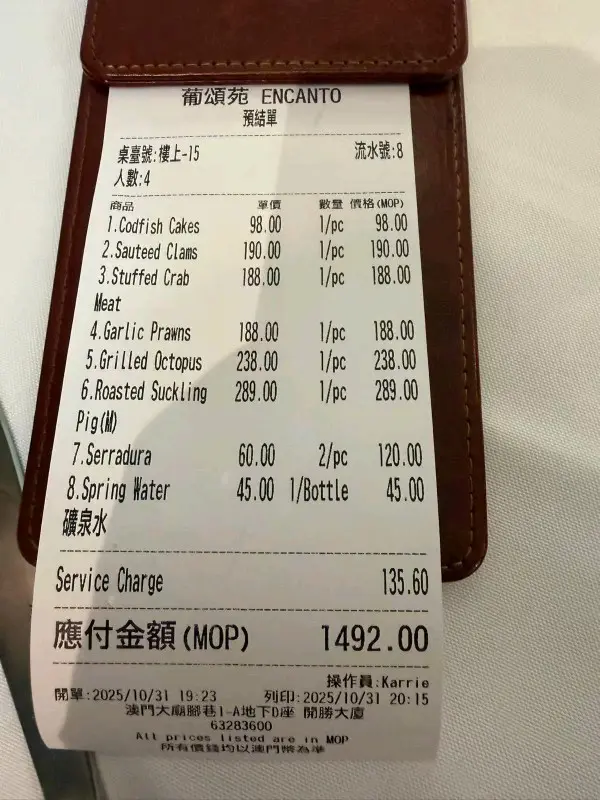 葡頌苑 ENCANTO
預結單
桌臺號:樓上-15 流水號:8
人數:4
商品 單價 數量 價格(MOP)
1.Codfish Cakes 98.00 1/pc 98.00
2.Sauteed Clams 190.00 1/pc 190.00
3.Stuffed Crab 188.00 1/pc 188.00
Meat
4.Garlic Prawns 188.00 1/pc 188.00
5.Grilled Octopus 238.00 1/pc 238.00
6.Roasted Suckling 289.00 1/pc 289.00
Pig(M)
7.Serradura 60.00 2/pc 120.00
8.Spring Water 45.00 1/Bottle 45.00
礦泉水
Service Charge 135.60
應付金額(MOP) 1492.00
操作員:Karrie
開單:2025/10/31 19:23 列印:2025/10/31 20:15
澳門大廟腳巷1-A地下D座 開勝大廈
63283600
All prices listed are in MOP
所有價錢均以澳門幣為準